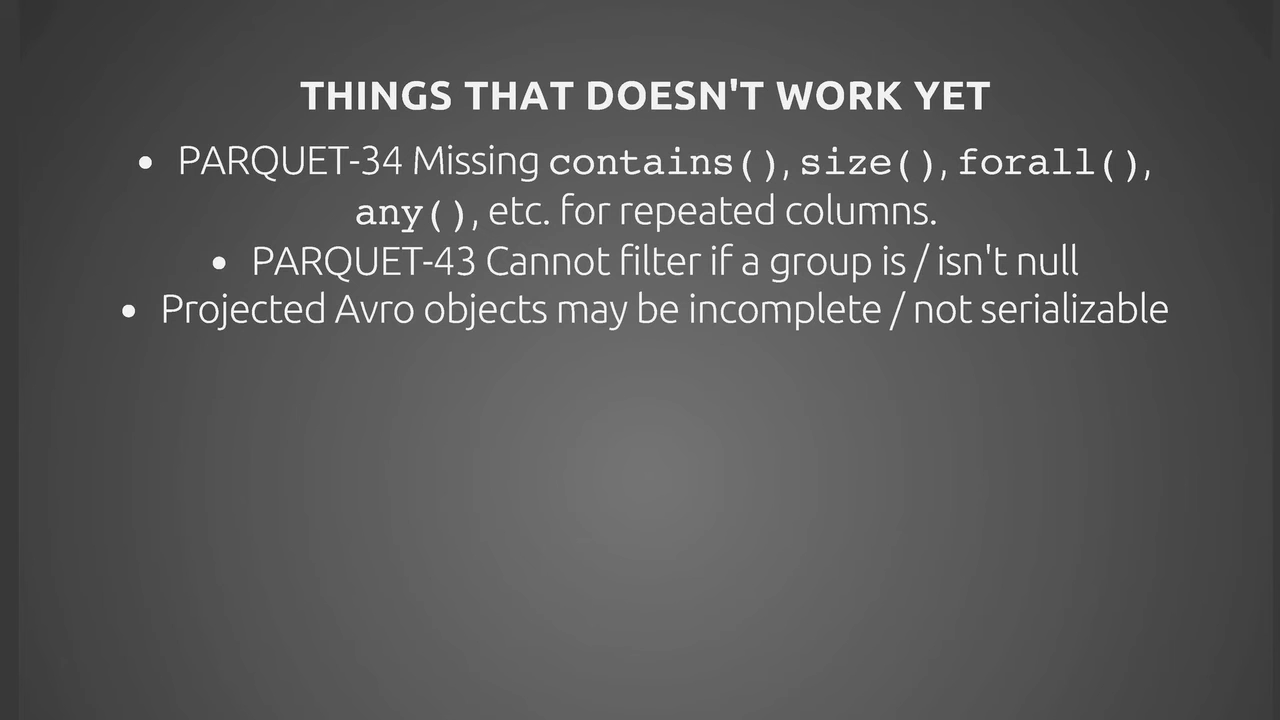 THINGS THAT DOESN'T WORK YET
• PARQUET-34 Missing contains(), size(), forall(),
any(), etc. for repeated columns.
• PARQUET-43 Cannot filter if a group is / isn't null
• Projected Avro objects may be incomplete / not serializable